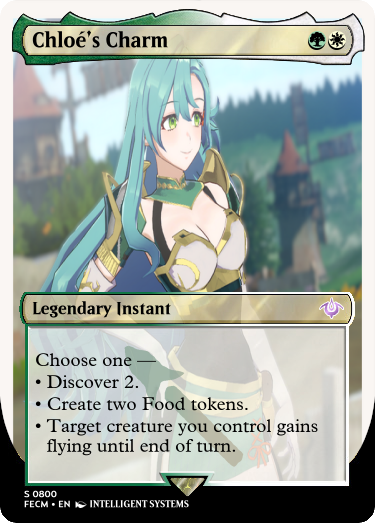 Chloé's Charm
Legendary Instant
Choose one —
• Discover 2.
• Create two Food tokens.
• Target creature you control gains
flying until end of turn.
S 0800
FECM • EN INTELLIGENT SYSTEMS